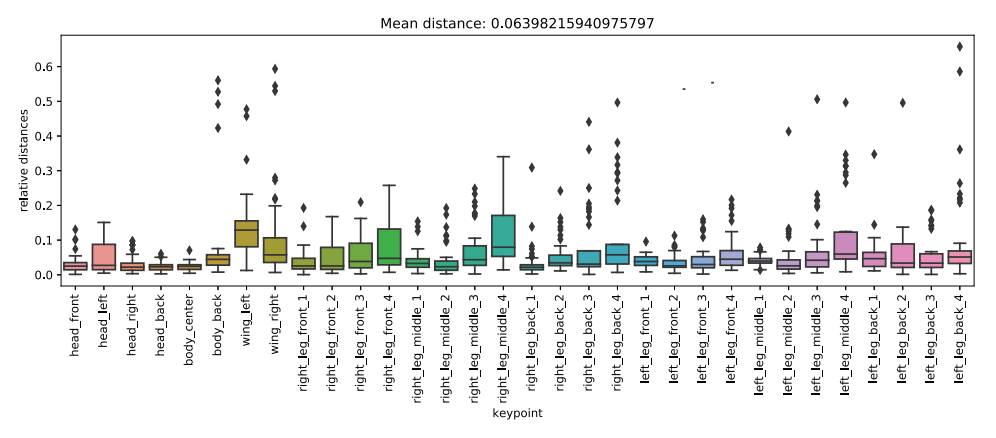 Mean distance: 0.06398215940975797
relative distances
0.6
0.5
0.4
0.3
0.2
0.1
0.0
head_front
head_left
head_right
head_back
body_center
body_back
wing_left
wing_right
right_leg_front_1
right_leg_front_2
right_leg_front_3
right_leg_front_4
right_leg_middle_1
right_leg_middle_2
right_leg_middle_3
right_leg_middle_4
right_leg_back_1
right_leg_back_2
right_leg_back_3
right_leg_back_4
left_leg_front_1
left_leg_front_2
left_leg_front_3
left_leg_front_4
left_leg_middle_1
left_leg_middle_2
left_leg_middle_3
left_leg_middle_4
left_leg_back_1
left_leg_back_2
left_leg_back_3
left_leg_back_4
keypoint